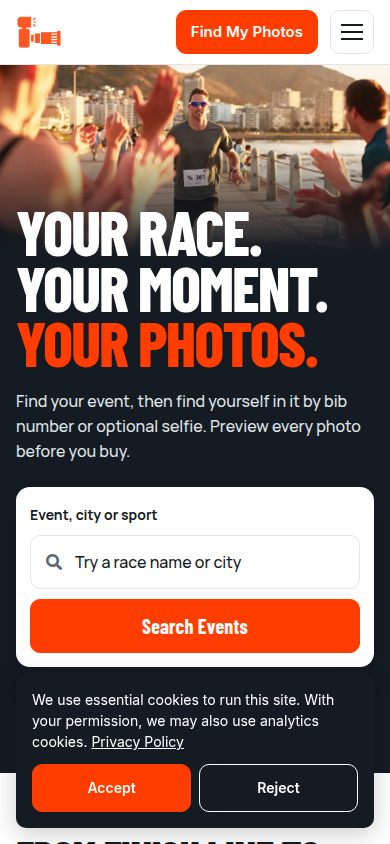 Find My Photos
YOUR RACE.
YOUR MOMENT.
YOUR PHOTOS.
Find your event, then find yourself in it by bib
number or optional selfie. Preview every photo
before you buy.
Event, city or sport
Try a race name or city
Search Events
We use essential cookies to run this site. With
your permission, we may also use analytics
cookies. Privacy Policy
Accept
Reject